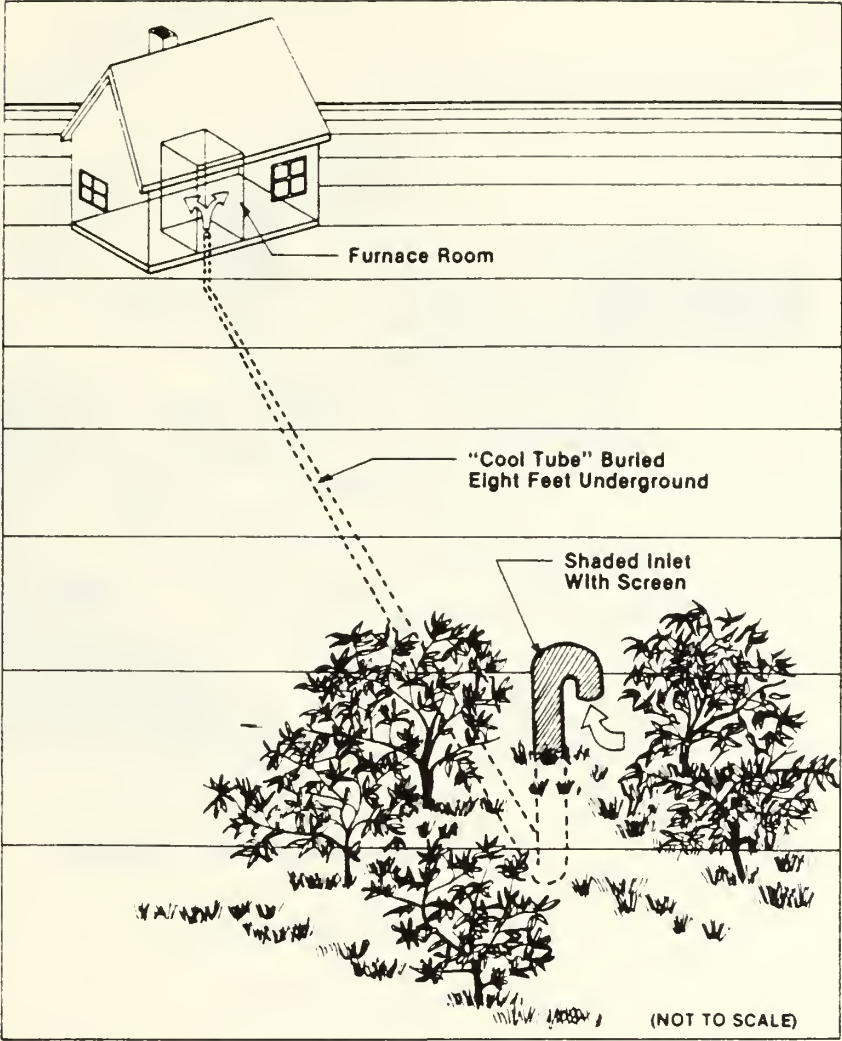 Furnace Room
"Cool Tube" Buried
Eight Feet Underground
Shaded Inlet
With Screen
(NOT TO SCALE)